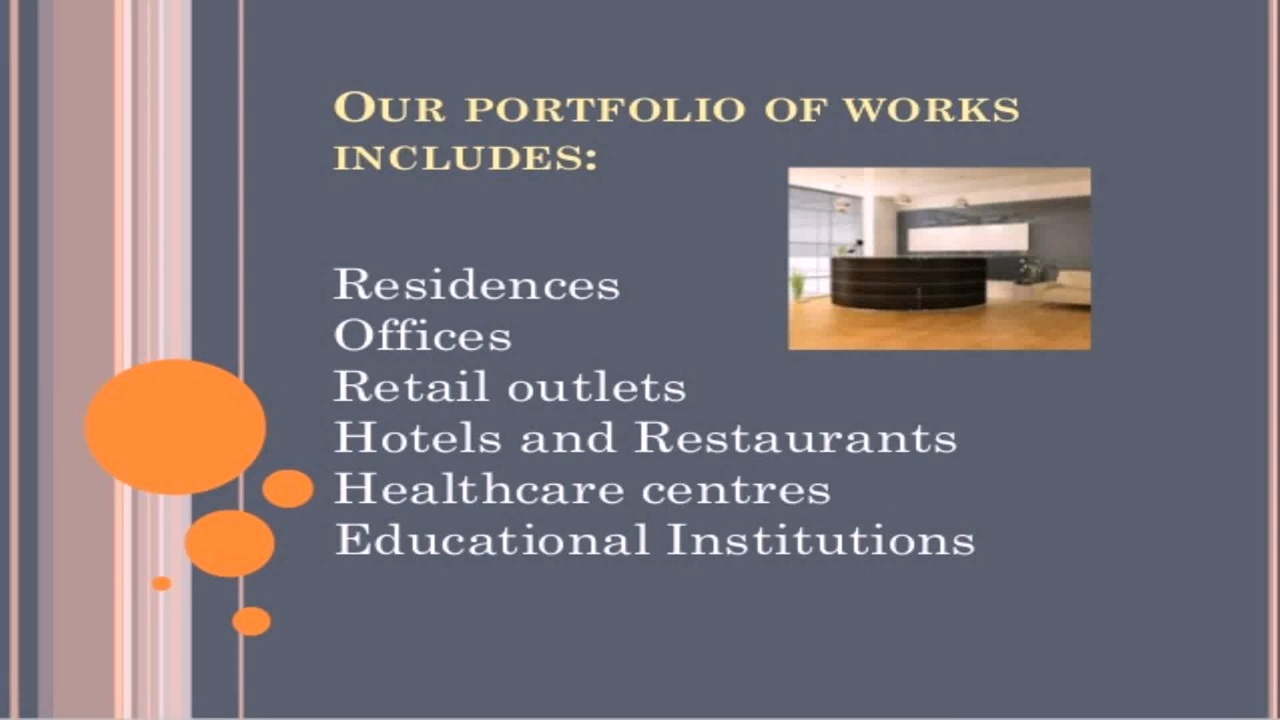 Our portfolio of works
includes:
Residences
Offices
Retail outlets
Hotels and Restaurants
Healthcare centres
Educational Institutions